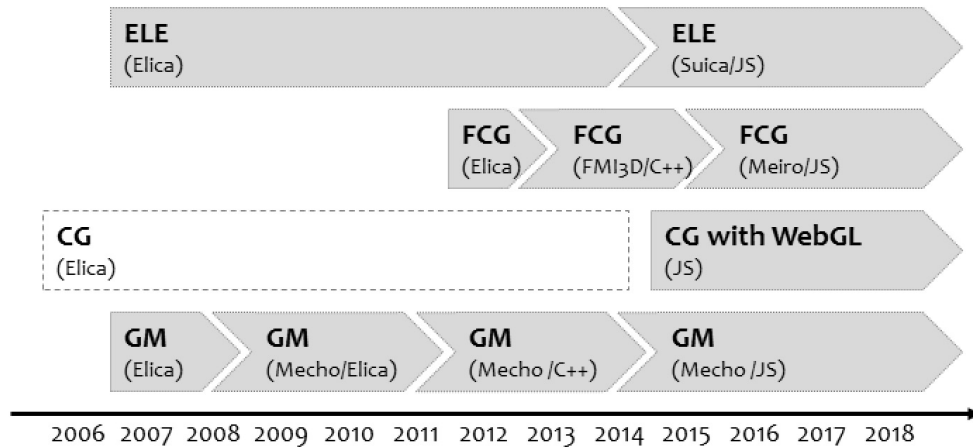 ELE
(Elica)
ELE
(Suica/JS)
FCG
(Elica)
FCG
(FMI3D/C++)
FCG
(Meiro/JS)
CG
(Elica)
CG with WebGL
(JS)
GM
(Elica)
GM
(Mecho/Elica)
GM
(Mecho /C++)
GM
(Mecho /JS)
2006 2007 2008 2009 2010 2011 2012 2013 2014 2015 2016 2017 2018